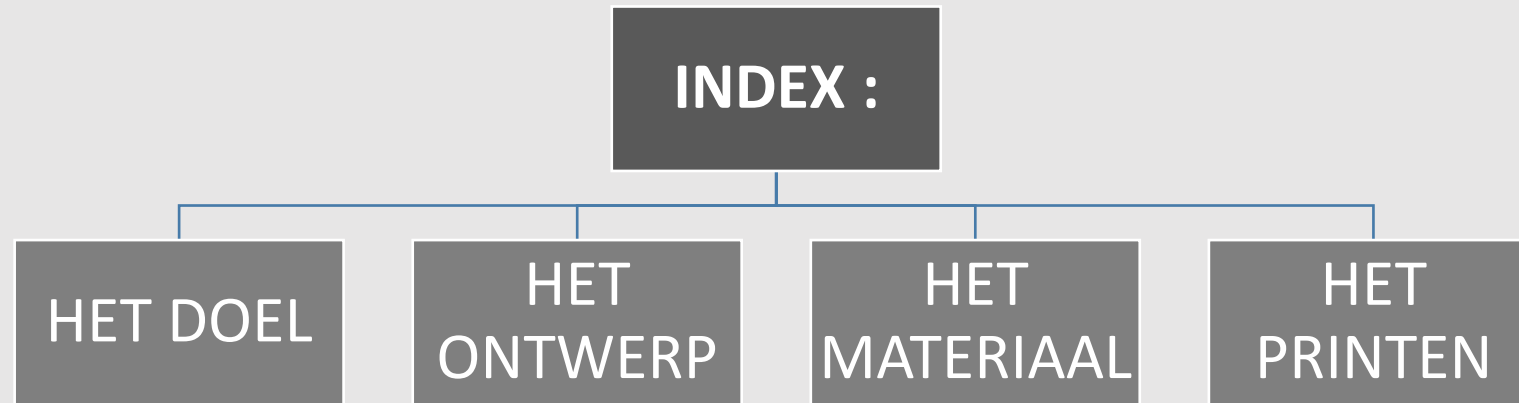 INDEX :
HET DOEL
HET
ONTWERP
HET
MATERIAAL
HET
PRINTEN